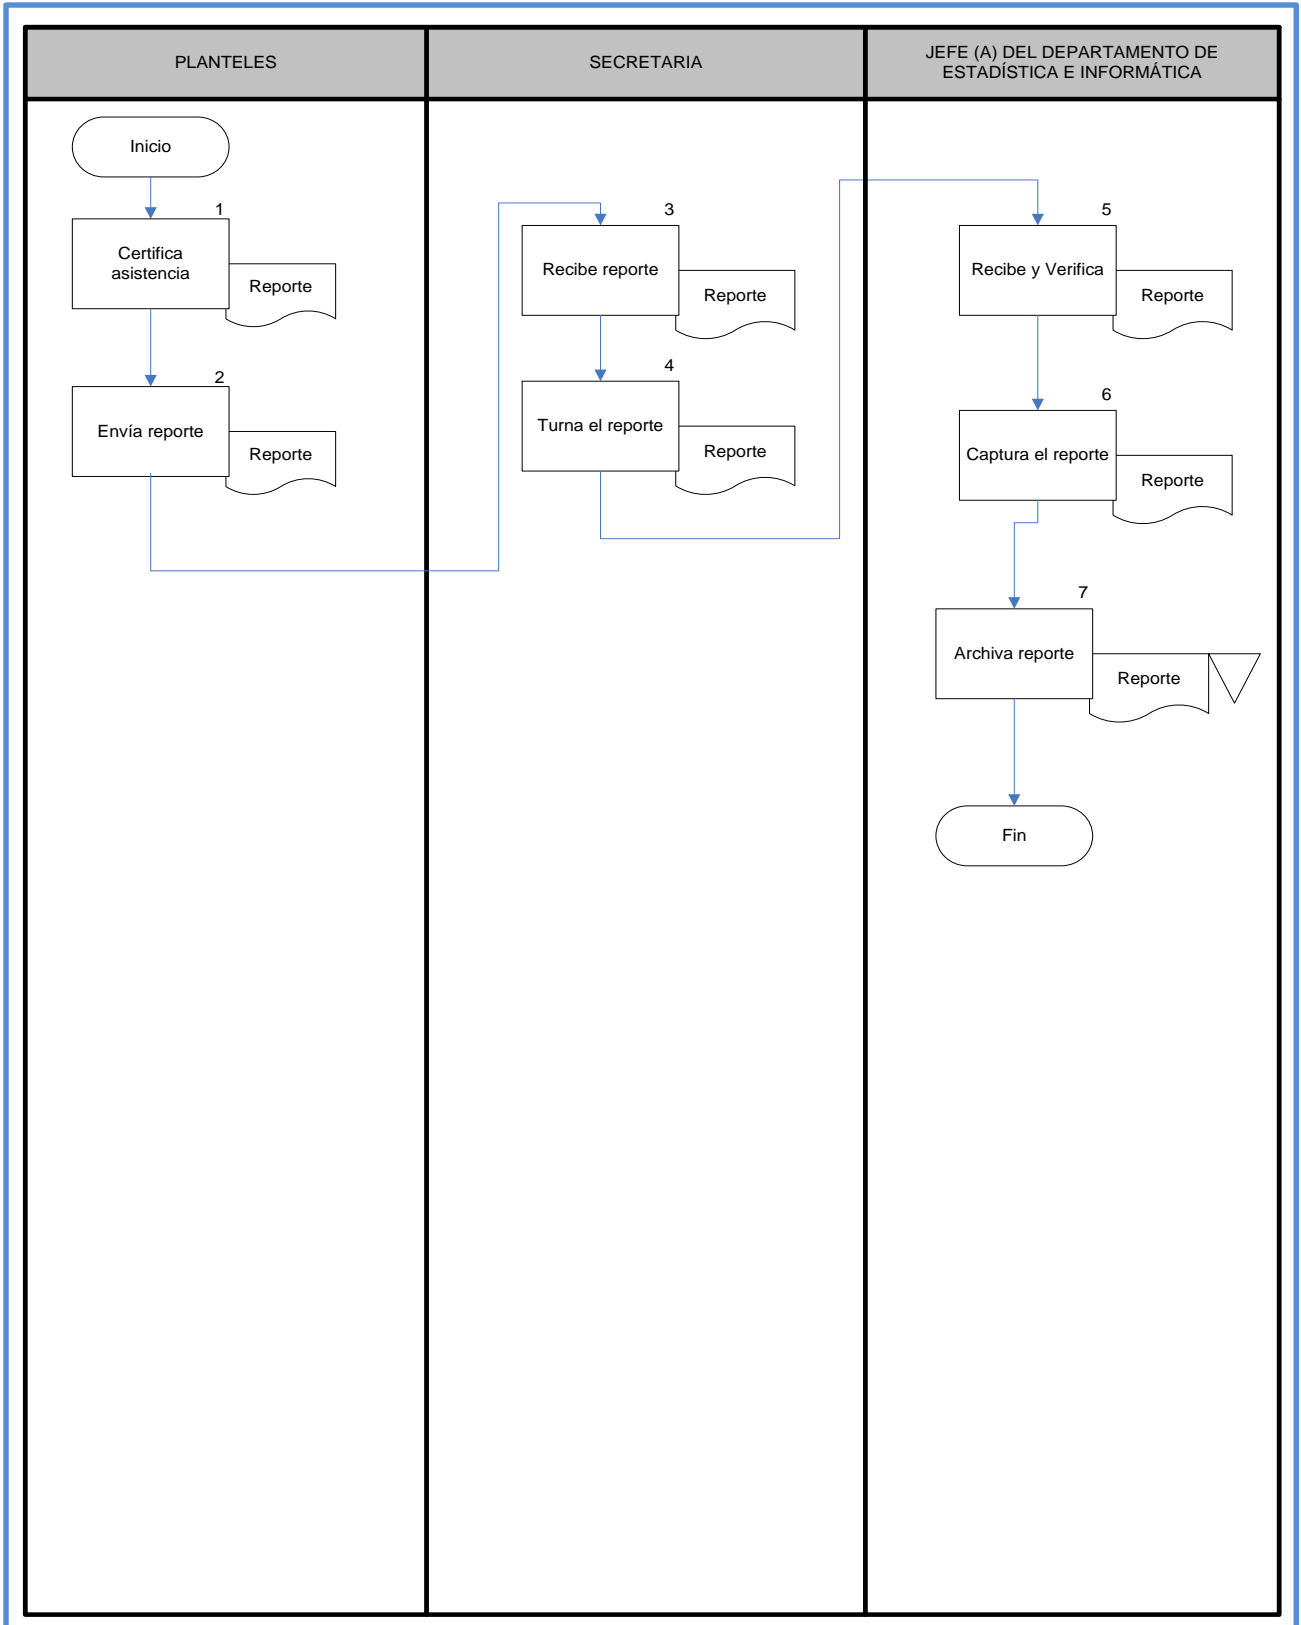 PLANTELES
SECRETARIA
JEFE (A) DEL DEPARTAMENTO DE
ESTADÍSTICA E INFORMÁTICA
Inicio
1
Certifica
asistencia
Reporte
2
Envía reporte
Reporte
3
Recibe reporte
Reporte
4
Turna el reporte
Reporte
5
Recibe y Verifica
Reporte
6
Captura el reporte
Reporte
7
Archiva reporte
Reporte
Fin